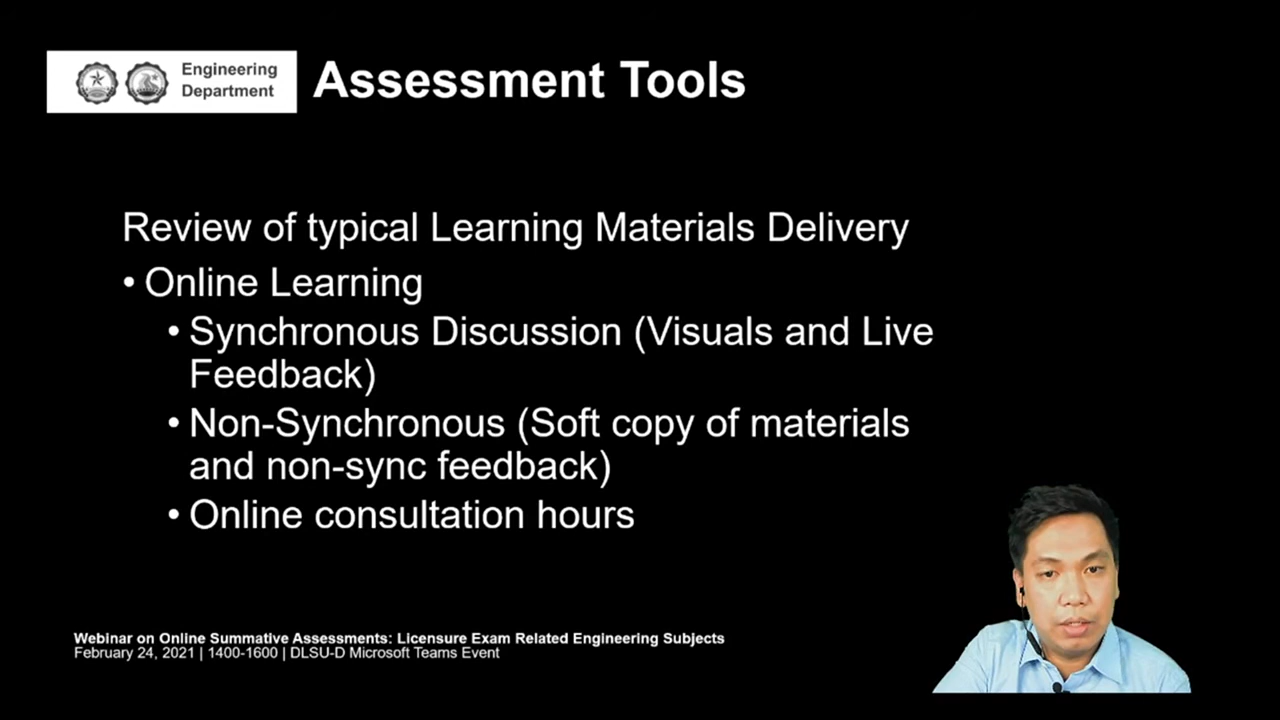 Engineering
Department
Assessment Tools
Review of typical Learning Materials Delivery
• Online Learning
• Synchronous Discussion (Visuals and Live
Feedback)
• Non-Synchronous (Soft copy of materials
and non-sync feedback)
• Online consultation hours
Webinar on Online Summative Assessments: Licensure Exam Related Engineering Subjects
February 24, 2021 | 1400-1600 | DLSU-D Microsoft Teams Event